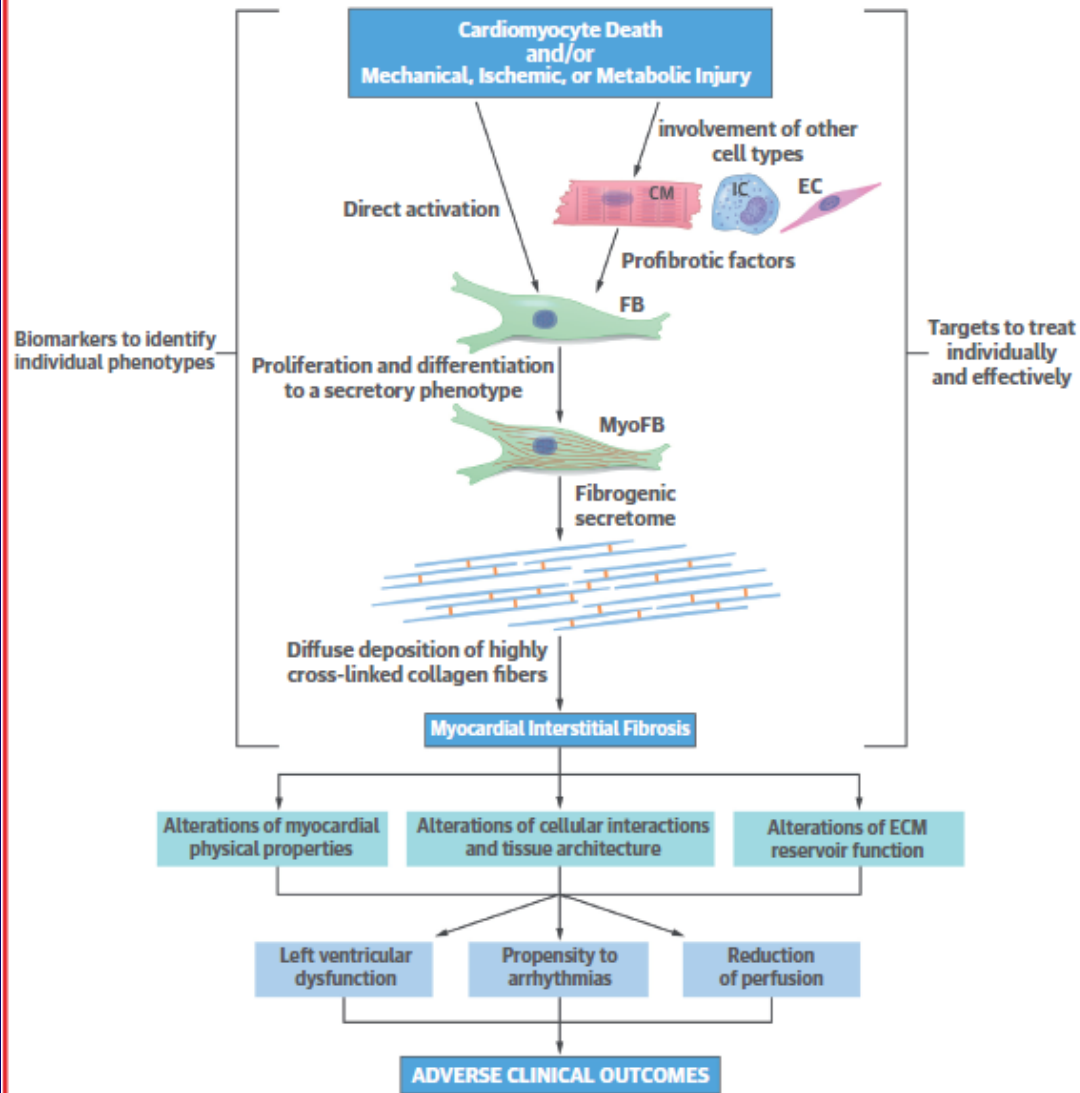 Cardiomyocyte Death
and/or
Mechanical, Ischemic, or Metabolic Injury
involvement of other
cell types
CM
IC
EC
Direct activation
Profibrotic factors
FB
Biomarkers to identify
individual phenotypes
Targets to treat
individually
and effectively
Proliferation and differentiation
to a secretory phenotype
MyoFB
Fibrogenic
secretome
Diffuse deposition of highly
cross-linked collagen fibers
Myocardial Interstitial Fibrosis
Alterations of myocardial
physical properties
Alterations of cellular interactions
and tissue architecture
Alterations of ECM
reservoir function
Left ventricular
dysfunction
Propensity to
arrhythmias
Reduction
of perfusion
ADVERSE CLINICAL OUTCOMES